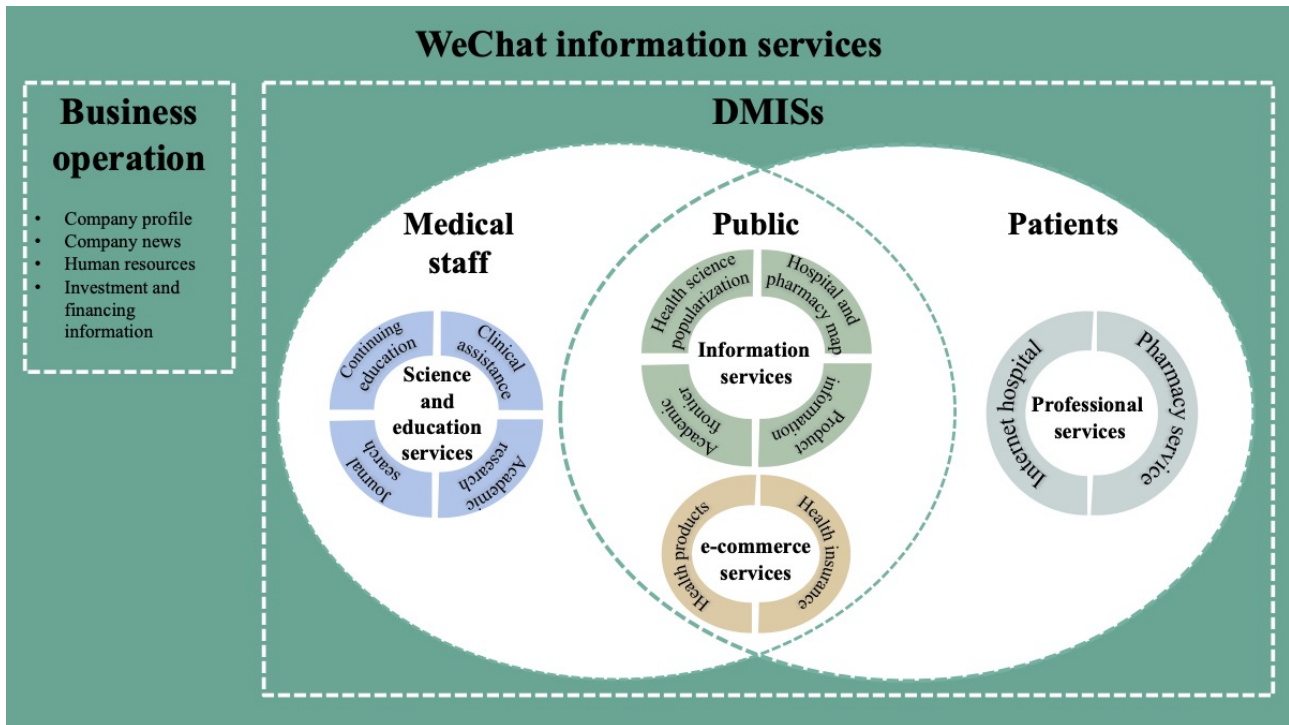 WeChat information services
Business
operation
• Company profile
• Company news
• Human resources
• Investment and
financing
information
DMISs
Medical
staff
Continuing
education
Clinical
assistance
Science
and
education
services
Journal
search
Academic
research
Public
Health science
popularization
Hospital and
pharmacy map
Information
services
Academic
frontier
Product
information
Health products
Health insurance
e-commerce
services
Patients
Internet hospital
Pharmacy service
Professional
services